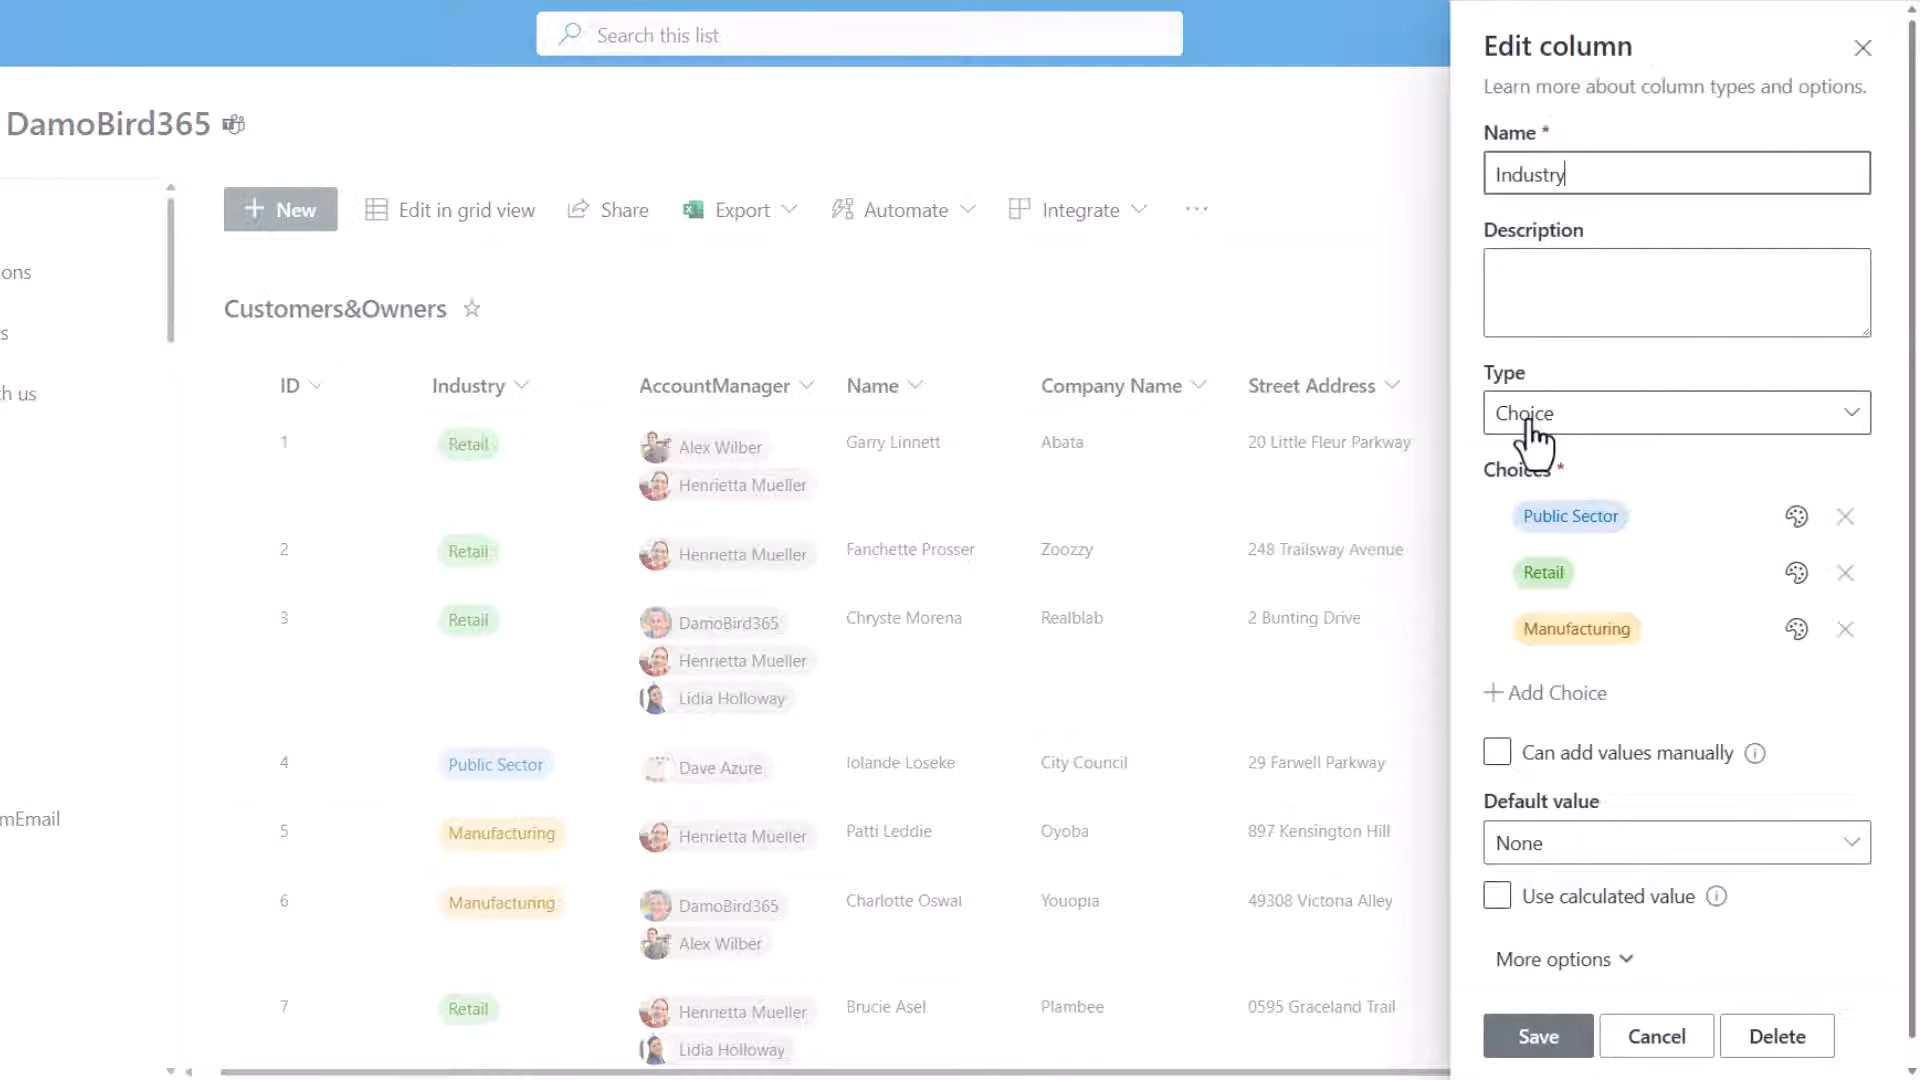 Search this list
DamoBird365
ons
s
th us
mEmail
New
Edit in grid view
Share
Export
Automate
Integrate
Customers&Owners
ID Industry AccountManager Name Company Name Street Address
1 Retail Alex Wilber Garry Linnett Abata 20 Little Fleur Parkway
Henrietta Mueller
2 Retail Henrietta Mueller Fanchette Prosser Zoozzy 248 Trailsway Avenue
3 Retail DamoBird365 Chryste Morena Realblab 2 Bunting Drive
Henrietta Mueller
Lidia Holloway
4 Public Sector Dave Azure Iolande Loseke City Council 29 Farwell Parkway
5 Manufacturing Henrietta Mueller Patti Leddie Oyoba 897 Kensington Hill
6 Manufacturing DamoBird365 Charlotte Oswal Youopia 49308 Victoria Alley
Alex Wilber
7 Retail Henrietta Mueller Brucie Asel Plambee 0595 Graceland Trail
Lidia Holloway
Edit column
Learn more about column types and options.
Name *
Industry
Description
Type
Choice
Choices *
Public Sector
Retail
Manufacturing
Add Choice
Can add values manually
Default value
None
Use calculated value
More options
Save
Cancel
Delete